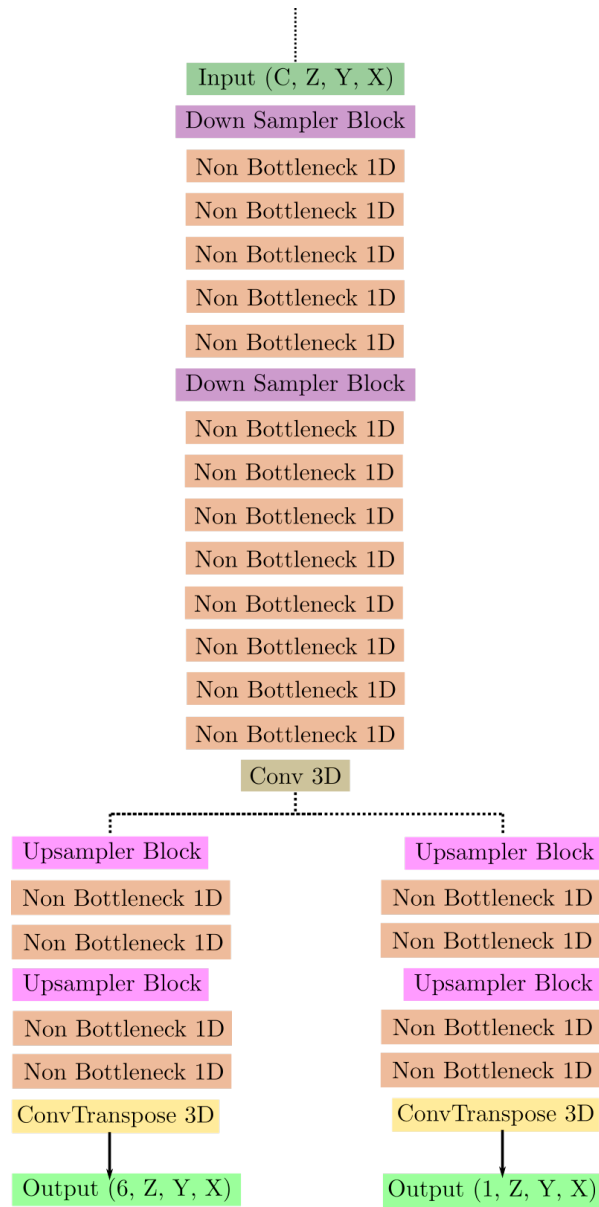 Input (C, Z, Y, X)
Down Sampler Block
Non Bottleneck 1D
Non Bottleneck 1D
Non Bottleneck 1D
Non Bottleneck 1D
Non Bottleneck 1D
Down Sampler Block
Non Bottleneck 1D
Non Bottleneck 1D
Non Bottleneck 1D
Non Bottleneck 1D
Non Bottleneck 1D
Non Bottleneck 1D
Non Bottleneck 1D
Non Bottleneck 1D
Conv 3D
Upsampler Block
Non Bottleneck 1D
Non Bottleneck 1D
Upsampler Block
Non Bottleneck 1D
Non Bottleneck 1D
ConvTranspose 3D
Output (6, Z, Y, X)
Upsampler Block
Non Bottleneck 1D
Non Bottleneck 1D
Upsampler Block
Non Bottleneck 1D
Non Bottleneck 1D
ConvTranspose 3D
Output (1, Z, Y, X)